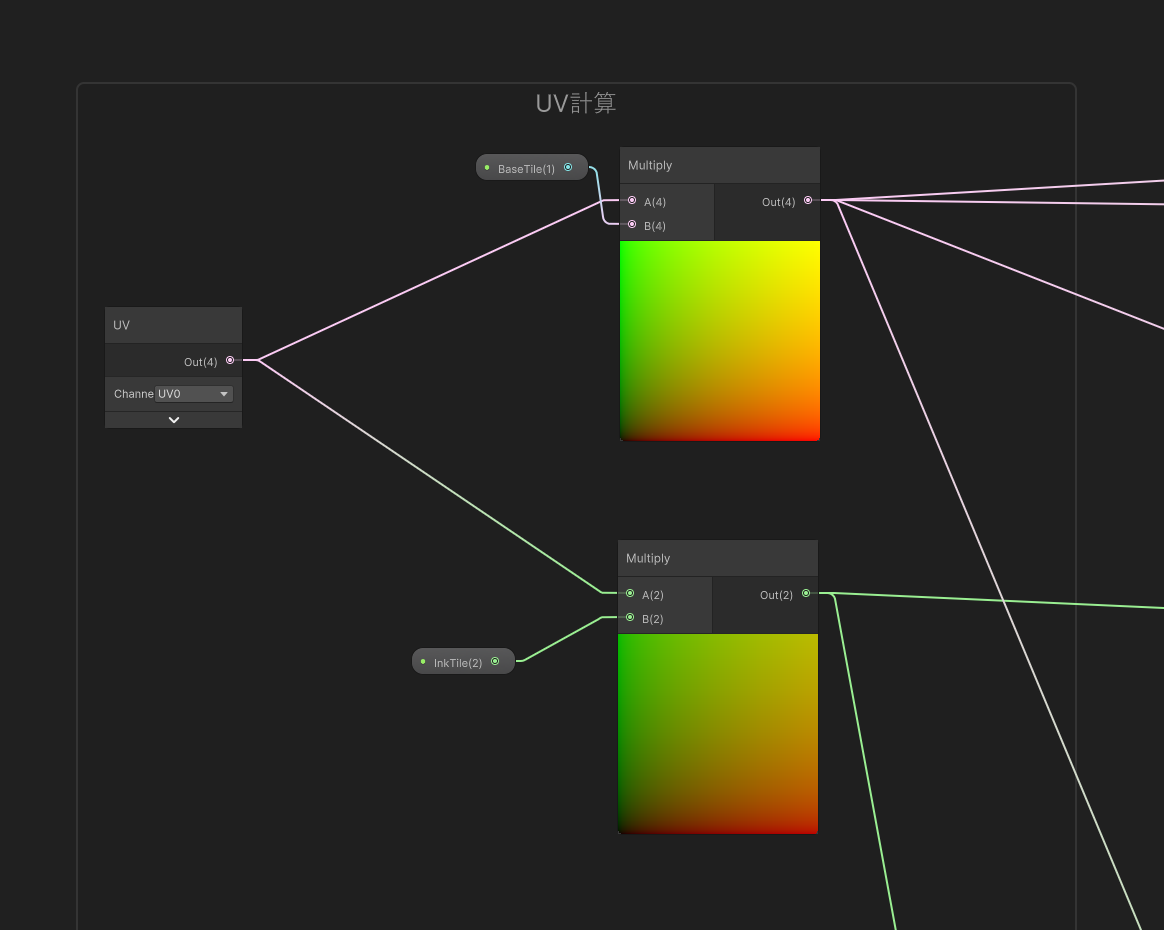 UV計算
BaseTile(1)
Multiply
A(4)
Out(4)
B(4)
UV
Out(4)
Channe
UV0
Multiply
A(2)
Out(2)
B(2)
InkTile(2)